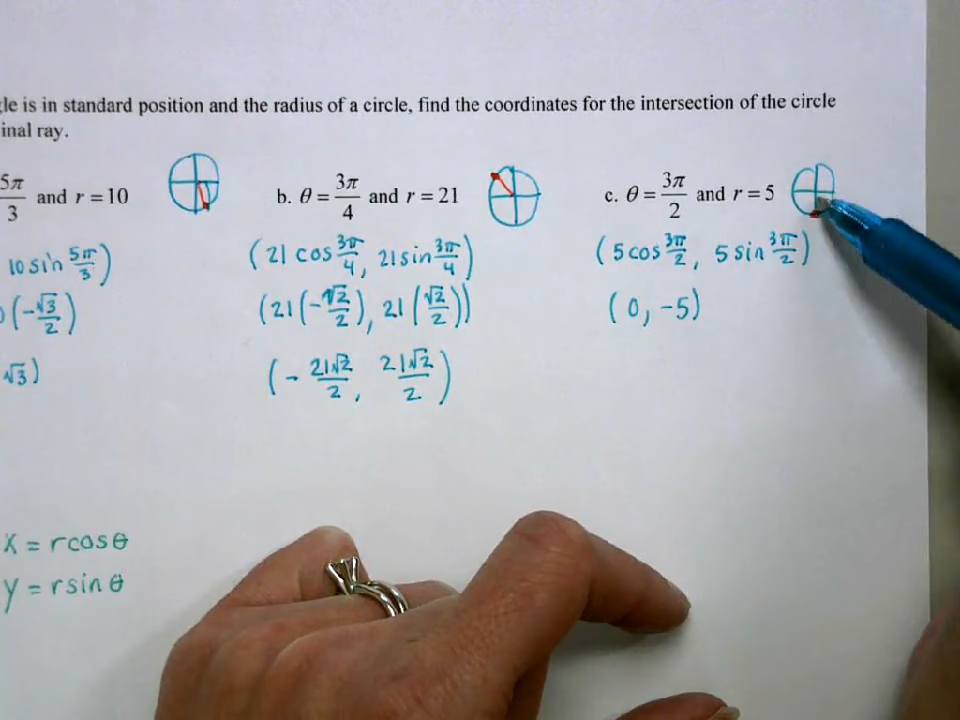 gle is in standard position and the radius of a circle, find the coordinates for the intersection of the circle
inal ray.
5π/3 and r = 10
10 sin 5π/3)
(-√3/2)
√3)
b. θ = 3π/4 and r = 21
(21 cos 3π/4, 21 sin 3π/4)
(21(-√2/2), 21(√2/2))
(- 21√2/2, 21√2/2)
c. θ = 3π/2 and r = 5
(5 cos 3π/2, 5 sin 3π/2)
(0, -5)
x = r cos θ
y = r sin θ